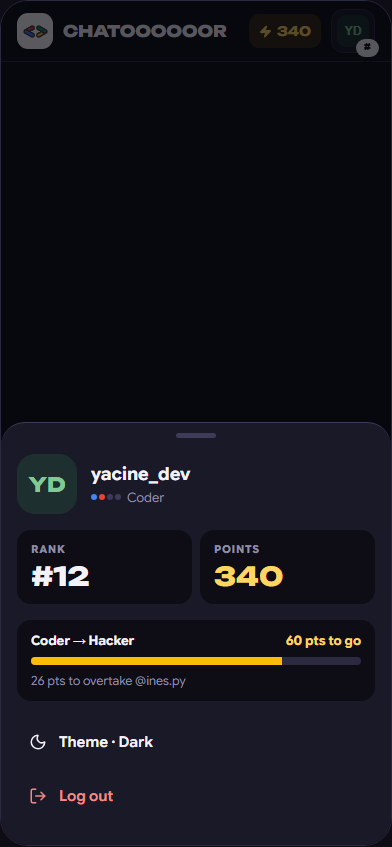 CHATOOOOOOR
340
YD
#
YD
yacine_dev
Coder
RANK
#12
POINTS
340
Coder → Hacker
60 pts to go
26 pts to overtake @ines.py
Theme · Dark
Log out